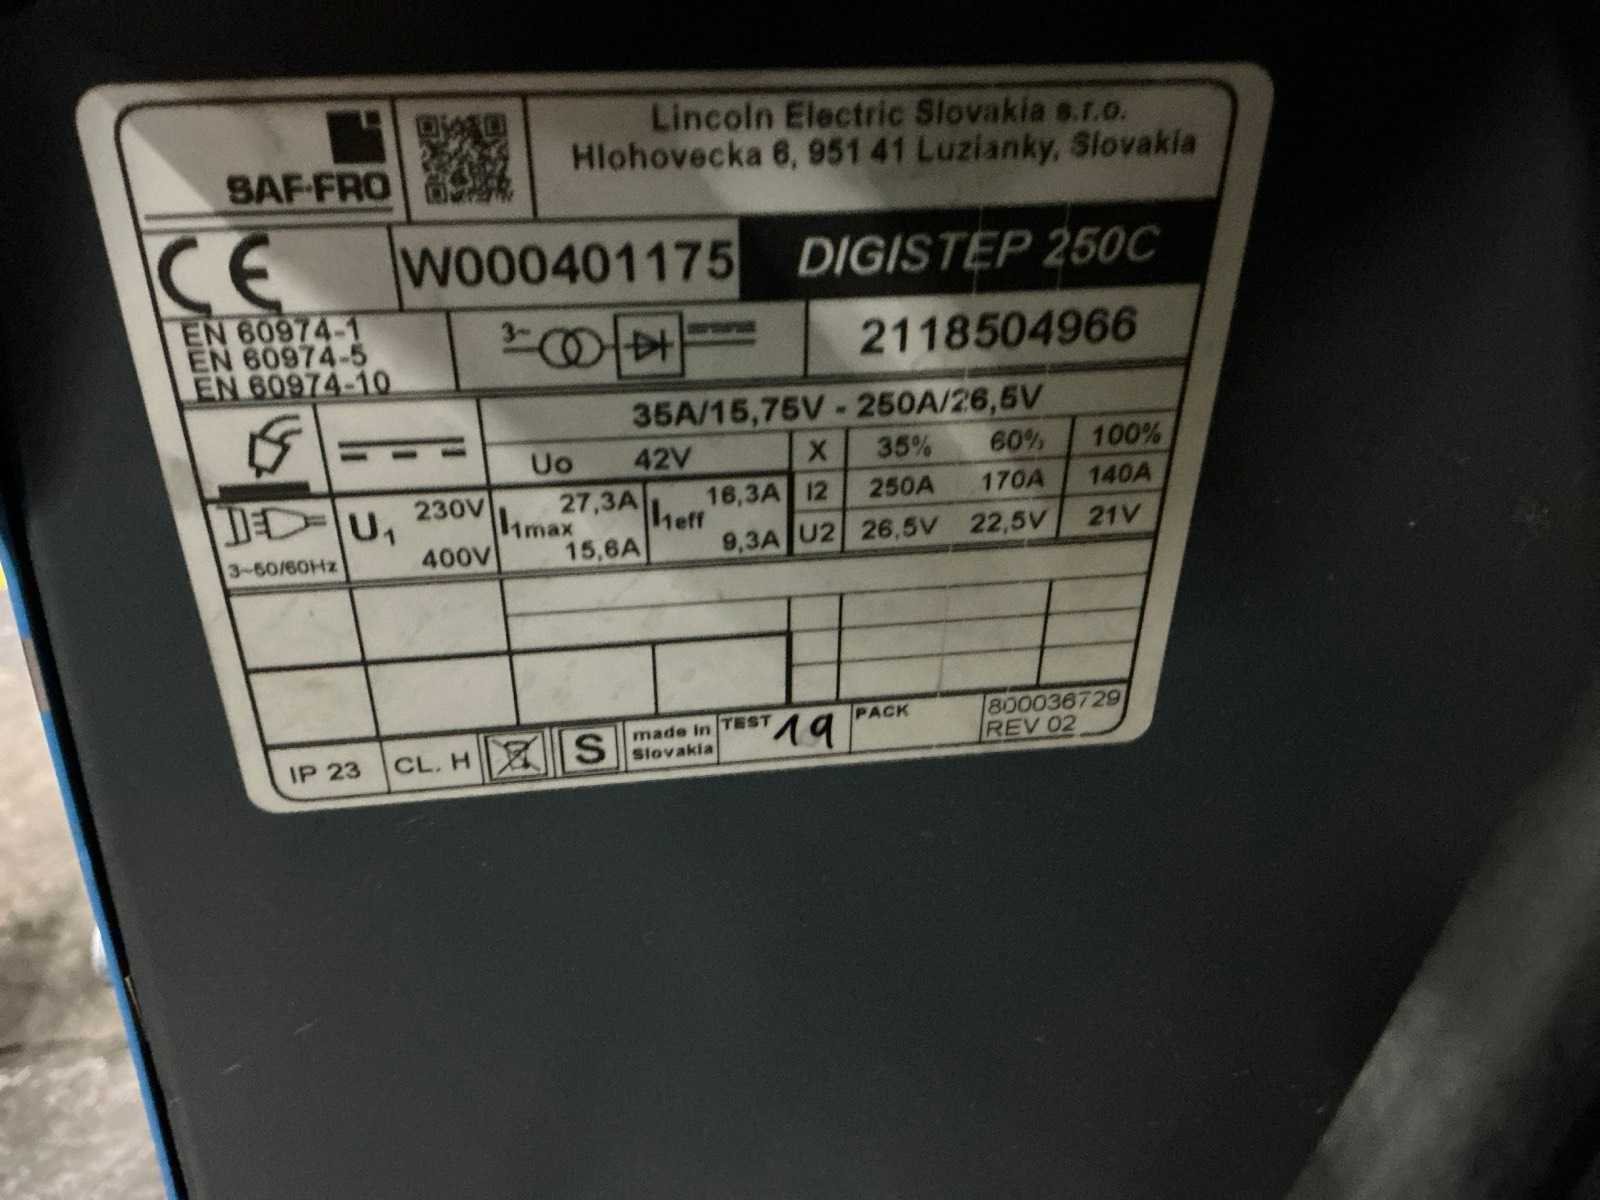 SAF-FRO
Lincoln Electric Slovakia s.r.o.
Hlohovecka 6, 951 41 Luzianky, Slovakia
CE
W000401175
DIGISTEP 250C
EN 60974-1
EN 60974-5
EN 60974-10
3~
2118504966
35A/15,75V - 250A/26,5V
Uo 42V
X 35% 60% 100%
I2 250A 170A 140A
U2 26,5V 22,5V 21V
3~50/60Hz
U1 230V 400V
I1max 27,3A 15,6A
I1eff 16,3A 9,3A
IP 23
CL. H
S
made in
Slovakia
TEST 19
PACK
800036729
REV 02